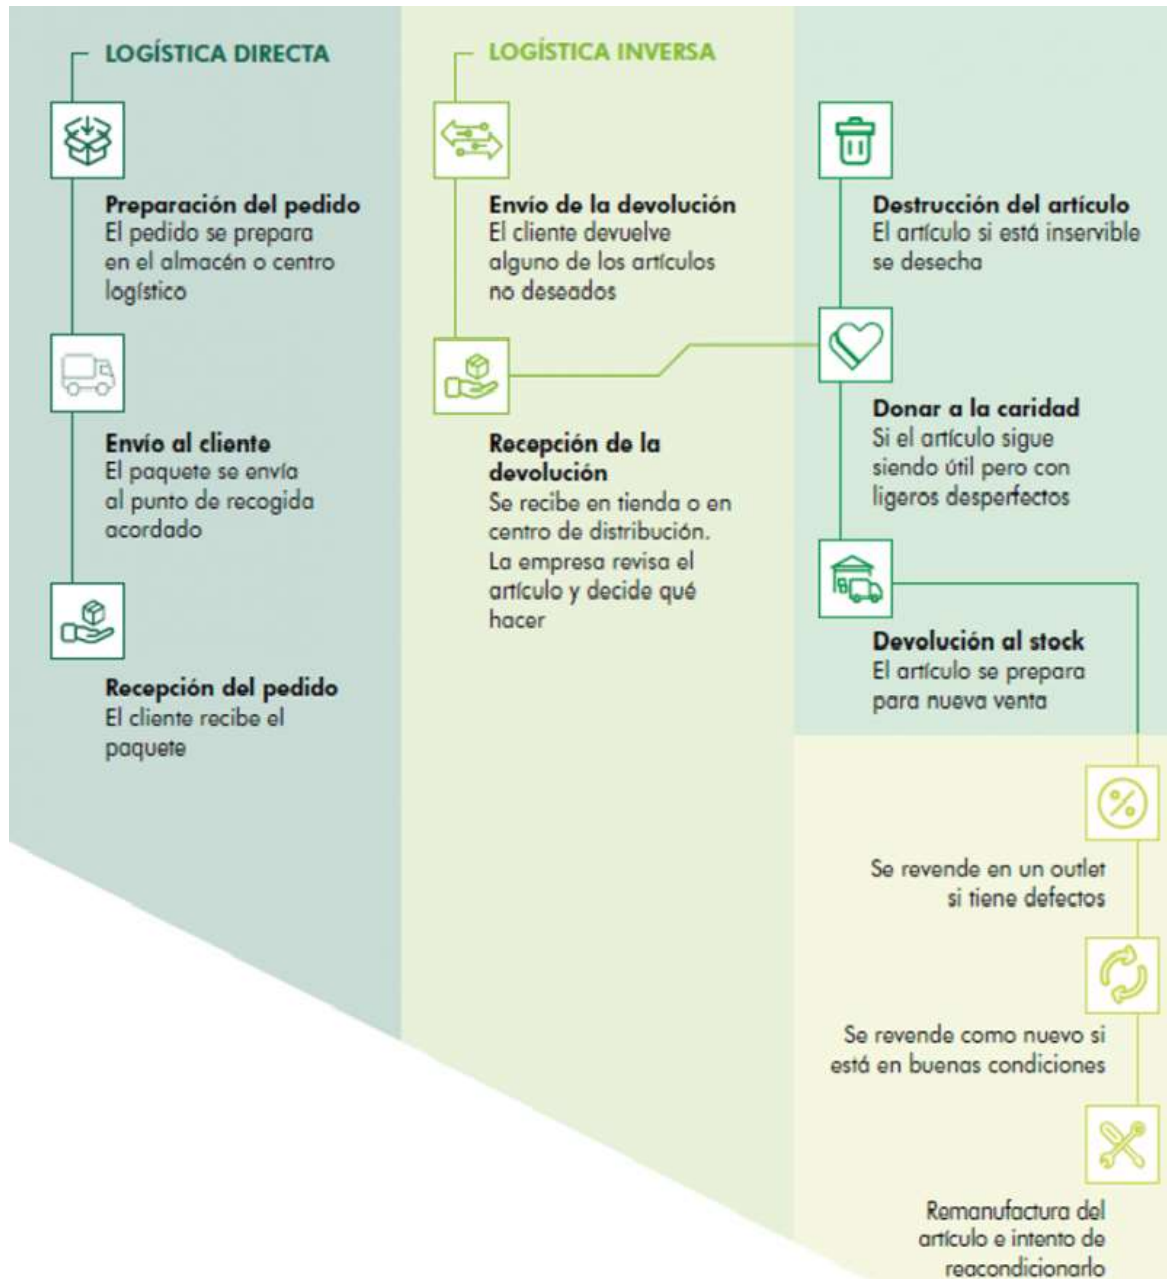 LOGÍSTICA DIRECTA
Preparación del pedido
El pedido se prepara
en el almacén o centro
logístico
Envío al cliente
El paquete se envía
al punto de recogida
acordado
Recepción del pedido
El cliente recibe el
paquete
LOGÍSTICA INVERSA
Envío de la devolución
El cliente devuelve
alguno de los artículos
no deseados
Recepción de la
devolución
Se recibe en tienda o en
centro de distribución.
La empresa revisa el
artículo y decide qué
hacer
Destrucción del artículo
El artículo si está inservible
se desecha
Donar a la caridad
Si el artículo sigue
siendo útil pero con
ligeros desperfectos
Devolución al stock
El artículo se prepara
para nueva venta
%
Se revende en un outlet
si tiene defectos
Se revende como nuevo si
está en buenas condiciones
Remanufactura del
artículo e intento de
reacondicionarlo